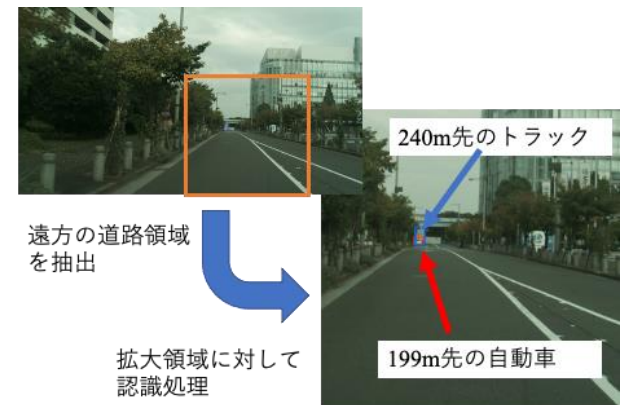 240m先のトラック
遠方の道路領域
を抽出
拡大領域に対して
認識処理
199m先の自動車